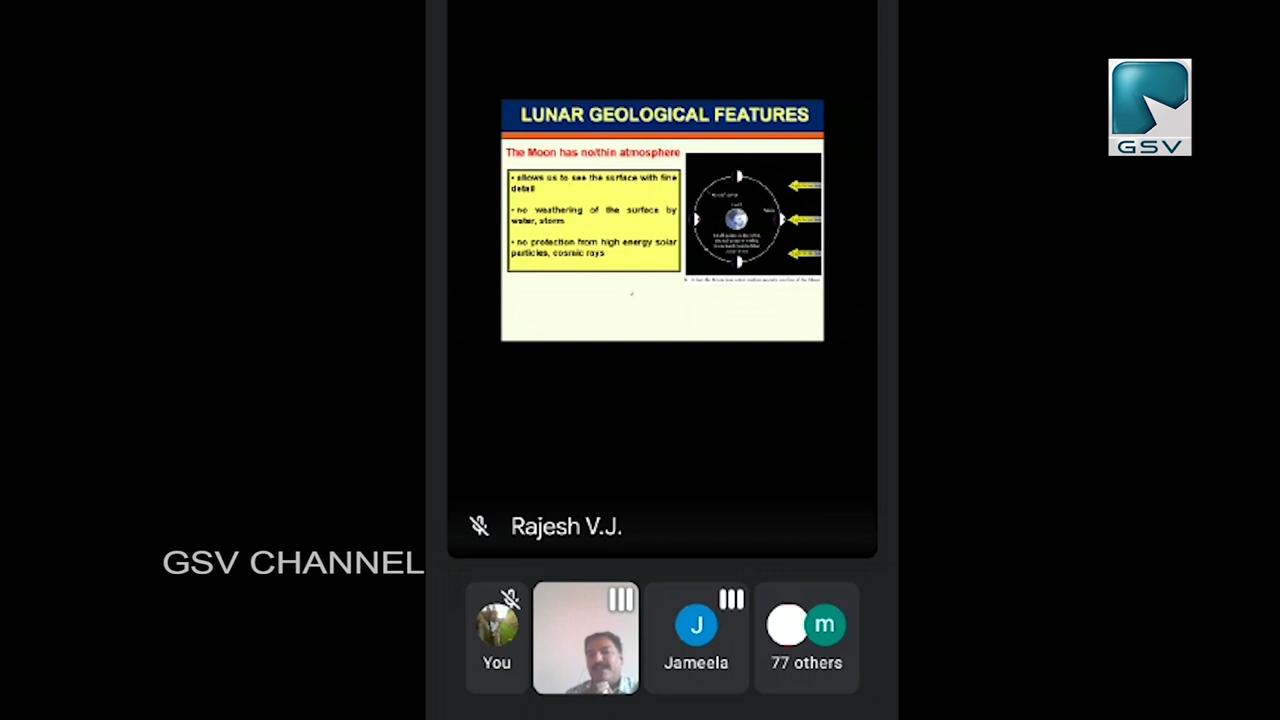 LUNAR GEOLOGICAL FEATURES
The Moon has no/thin atmosphere
• allows us to see the surface with fine
detail
• no weathering of the surface by
water, storm
• no protection from high energy solar
particles, cosmic rays
GSV
Rajesh V.J.
GSV CHANNEL
J
m
You
Jameela
77 others